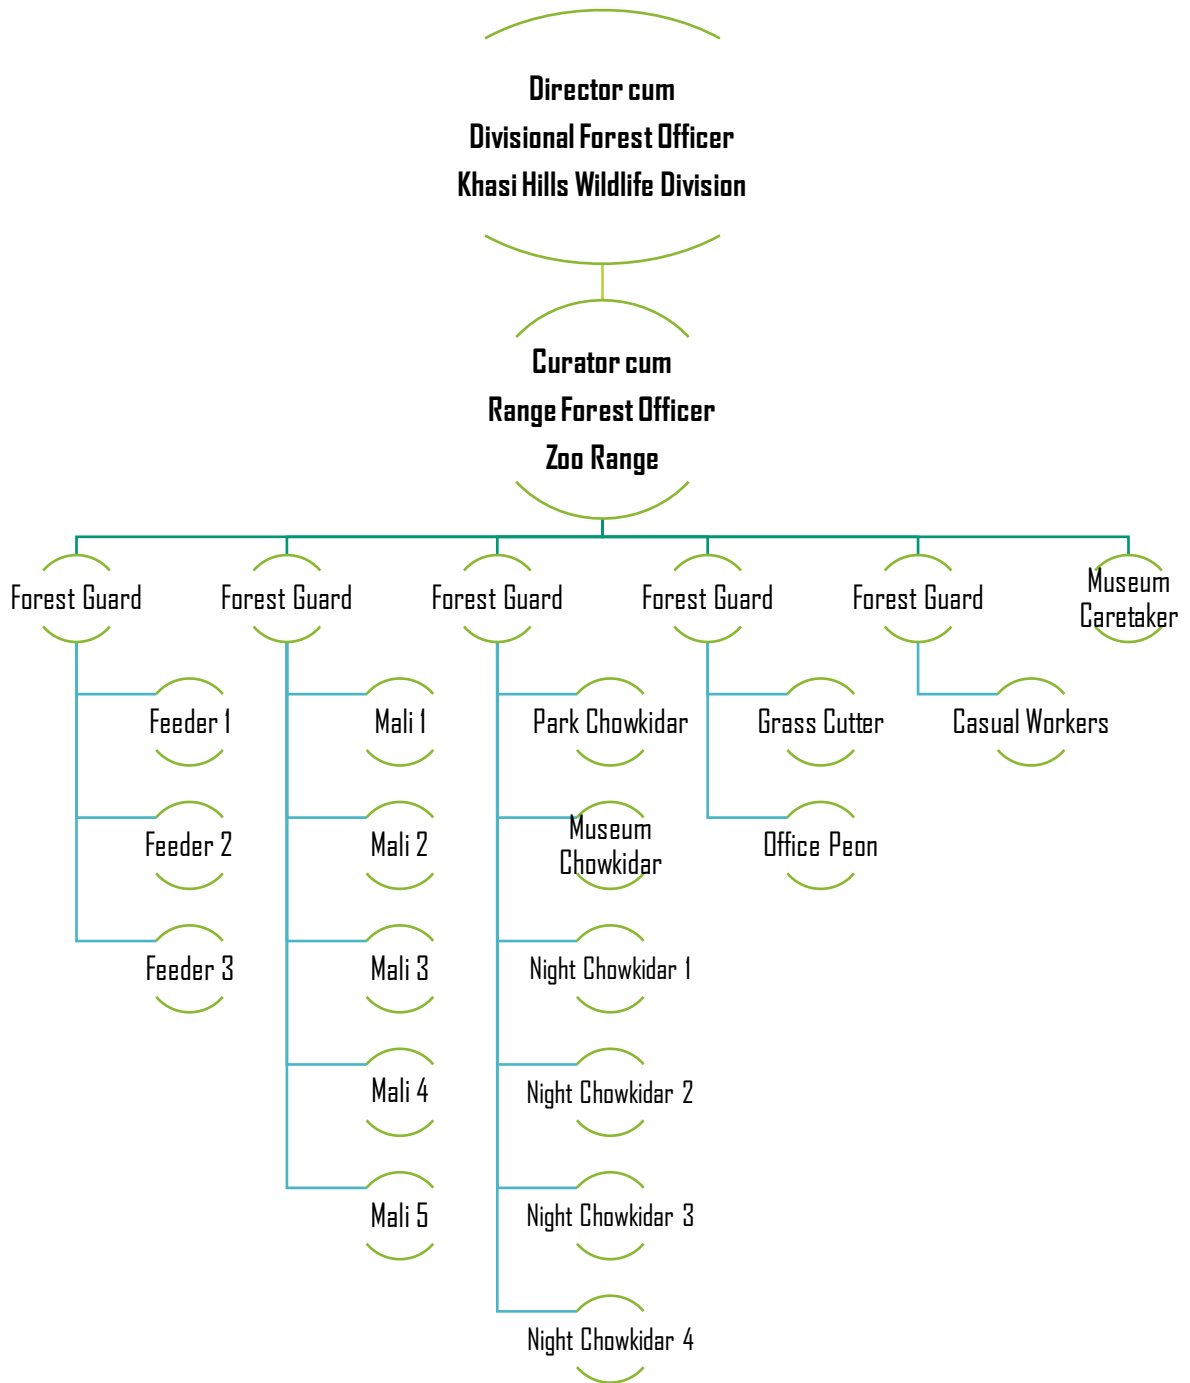 Director cum
Divisional Forest Officer
Khasi Hills Wildlife Division
Curator cum
Range Forest Officer
Zoo Range
Forest Guard
Forest Guard
Forest Guard
Forest Guard
Forest Guard
Museum
Caretaker
Feeder 1
Mali 1
Park Chowkidar
Grass Cutter
Casual Workers
Feeder 2
Mali 2
Museum
Chowkidar
Office Peon
Feeder 3
Mali 3
Night Chowkidar 1
Mali 4
Night Chowkidar 2
Mali 5
Night Chowkidar 3
Night Chowkidar 4